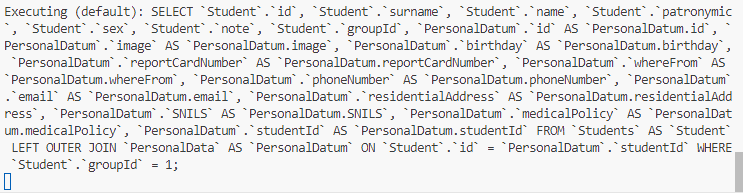 Executing (default): SELECT `Student`.`id`, `Student`.`surname`, `Student`.`name`, `Student`.`patronymic
`, `Student`.`sex`, `Student`.`note`, `Student`.`groupId`, `PersonalDatum`.`id` AS `PersonalDatum.id`, `
PersonalDatum`.`image` AS `PersonalDatum.image`, `PersonalDatum`.`birthday` AS `PersonalDatum.birthday`,
`PersonalDatum`.`reportCardNumber` AS `PersonalDatum.reportCardNumber`, `PersonalDatum`.`whereFrom` AS
`PersonalDatum.whereFrom`, `PersonalDatum`.`phoneNumber` AS `PersonalDatum.phoneNumber`, `PersonalDatum
`.`email` AS `PersonalDatum.email`, `PersonalDatum`.`residentialAddress` AS `PersonalDatum.residentialAdd
ress`, `PersonalDatum`.`SNILS` AS `PersonalDatum.SNILS`, `PersonalDatum`.`medicalPolicy` AS `PersonalDat
um.medicalPolicy`, `PersonalDatum`.`studentId` AS `PersonalDatum.studentId` FROM `Students` AS `Student`
LEFT OUTER JOIN `PersonalData` AS `PersonalDatum` ON `Student`.`id` = `PersonalDatum`.`studentId` WHERE
`Student`.`groupId` = 1;